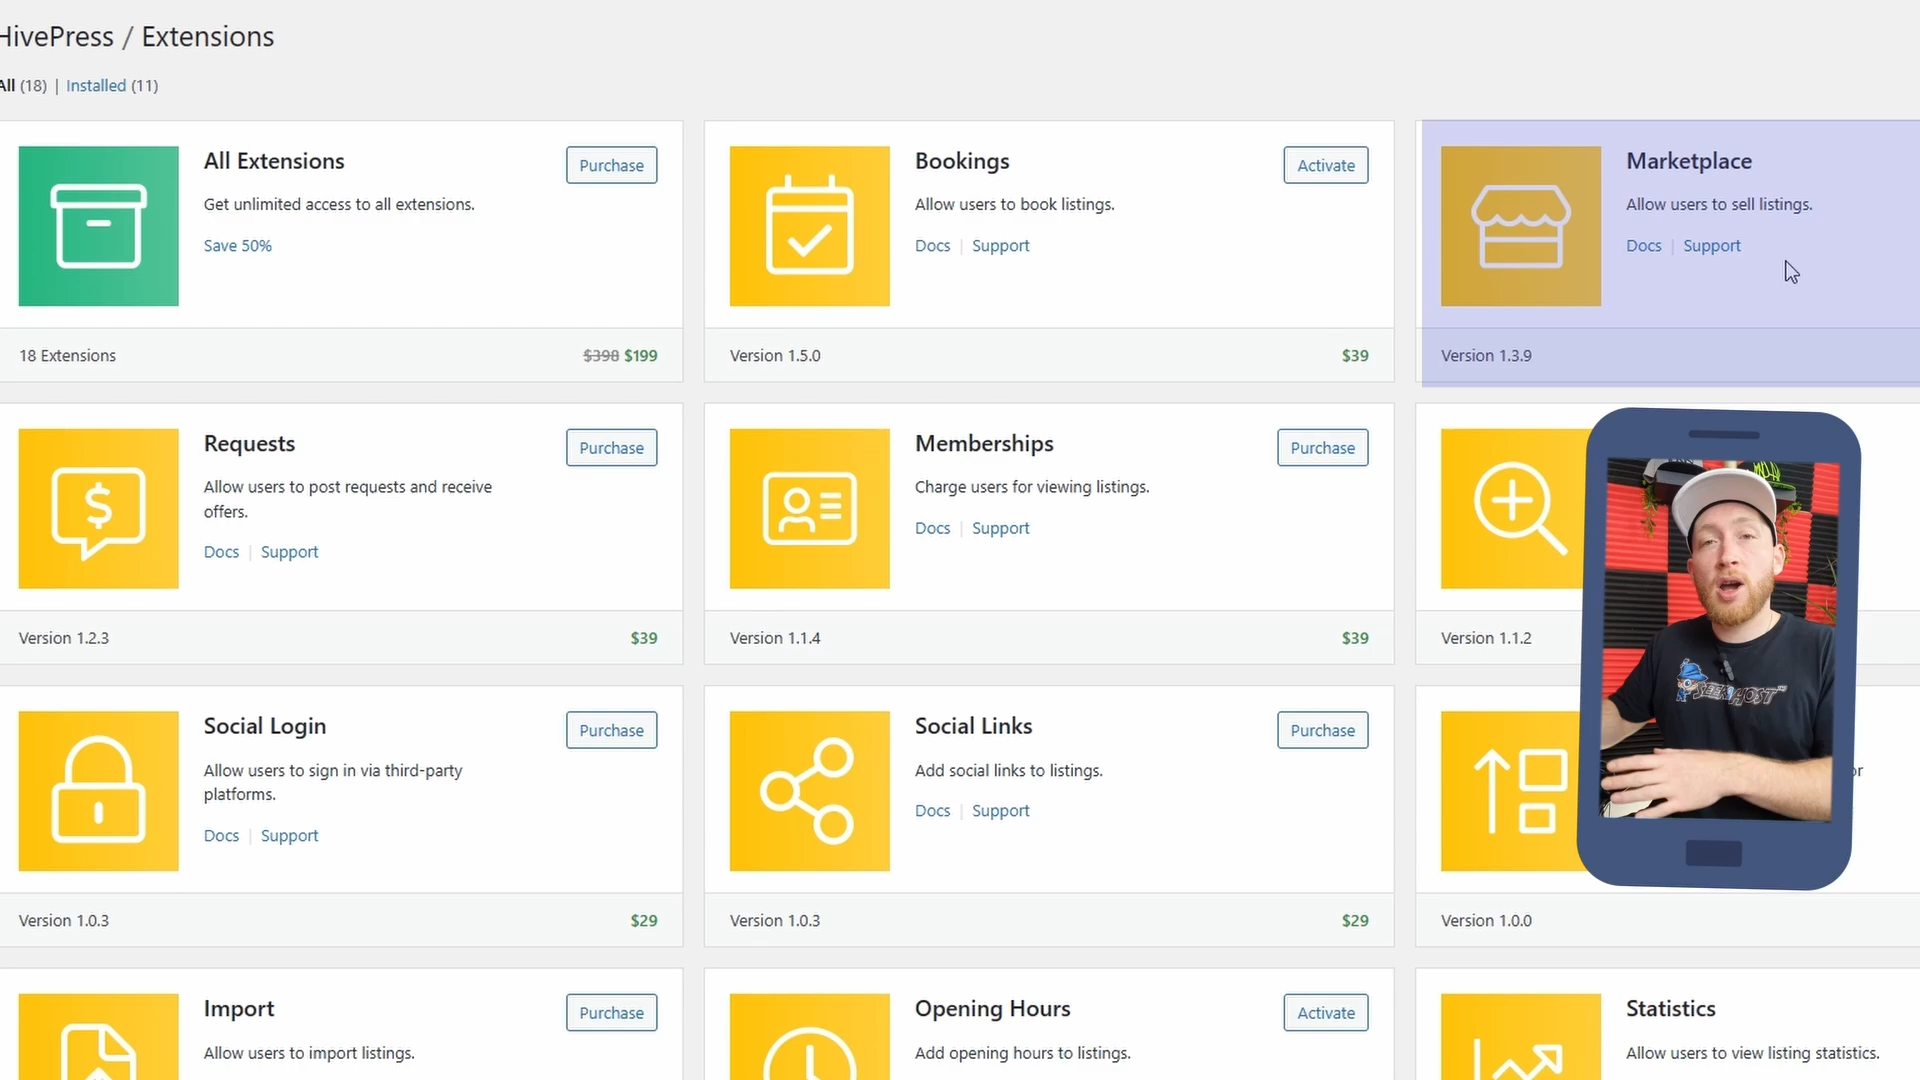 HivePress / Extensions
All (18) | Installed (11)
All Extensions
Purchase
Get unlimited access to all extensions.
Save 50%
18 Extensions
$398 $199
Bookings
Activate
Allow users to book listings.
Docs | Support
Version 1.5.0
$39
Marketplace
Allow users to sell listings.
Docs | Support
Version 1.3.9
Requests
Purchase
Allow users to post requests and receive
offers.
Docs | Support
Version 1.2.3
$39
Memberships
Purchase
Charge users for viewing listings.
Docs | Support
Version 1.1.4
$39
Version 1.1.2
SEEKAHOST
Social Login
Purchase
Allow users to sign in via third-party
platforms.
Docs | Support
Version 1.0.3
$29
Social Links
Purchase
Add social links to listings.
Docs | Support
Version 1.0.3
$29
Version 1.0.0
Import
Purchase
Allow users to import listings.
Opening Hours
Activate
Add opening hours to listings.
Statistics
Allow users to view listing statistics.